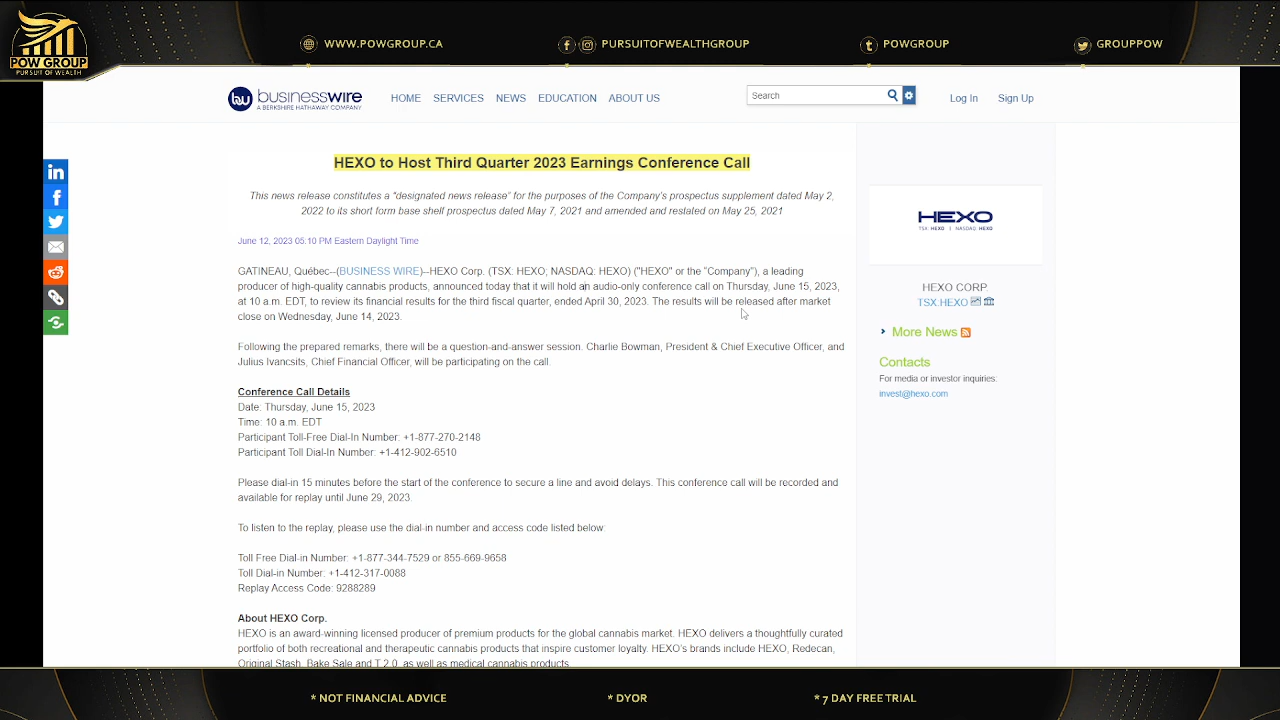 POW GROUP
PURSUIT OF WEALTH
WWW.POWGROUP.CA
PURSUITOFWEALTHGROUP
POWGROUP
GROUPPOW
businesswire
A BERKSHIRE HATHAWAY COMPANY
HOME SERVICES NEWS EDUCATION ABOUT US
Search
Log In Sign Up
HEXO to Host Third Quarter 2023 Earnings Conference Call
This news release constitutes a “designated news release” for the purposes of the Company’s prospectus supplement dated May 2,
2022 to its short form base shelf prospectus dated May 7, 2021 and amended and restated on May 25, 2021
June 12, 2023 05:10 PM Eastern Daylight Time
GATINEAU, Québec--(BUSINESS WIRE)--HEXO Corp. (TSX: HEXO; NASDAQ: HEXO) ("HEXO" or the "Company"), a leading
producer of high-quality cannabis products, announced today that it will hold an audio-only conference call on Thursday, June 15, 2023,
at 10 a.m. EDT, to review its financial results for the third fiscal quarter, ended April 30, 2023. The results will be released after market
close on Wednesday, June 14, 2023.
Following the prepared remarks, there will be a question-and-answer session. Charlie Bowman, President & Chief Executive Officer, and
Julius Ivancsits, Chief Financial Officer, will be participating on the call.
Conference Call Details
Date: Thursday, June 15, 2023
Time: 10 a.m. EDT
Participant Toll-Free Dial-In Number: +1-877-270-2148
Participant Toll Dial-In Number: +1-412-902-6510
Please dial-in 15 minutes before the start of the conference to secure a line and avoid delays. This conference call will be recorded and
available for replay until June 29, 2023.
To listen to the replay, please use the dial-in number and access code listed below:
Toll Free Dial-in Number: +1-877-344-7529 or 855-669-9658
Toll Dial-in Number: +1-412-317-0088
Replay Access Code: 9288289
About HEXO Corp.
HEXO is an award-winning licensed producer of premium products for the global cannabis market. HEXO delivers a thoughtfully curated
portfolio of both recreational and therapeutic cannabis products that inspire customer loyalty. HEXO’s brands include HEXO, Redecan,
Original Stash, Bake Sale and T 2.0, as well as medical cannabis products.
HEXO
TSX: HEXO | NASDAQ: HEXO
HEXO CORP.
TSX:HEXO
More News
Contacts
For media or investor inquiries:
invest@hexo.com
* NOT FINANCIAL ADVICE
* DYOR
* 7 DAY FREE TRIAL